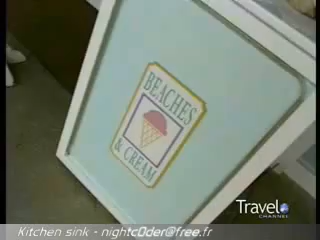 BEACHES
& CREAM
Travel
CHANNEL
Kitchen sink - nightc0der@free.fr